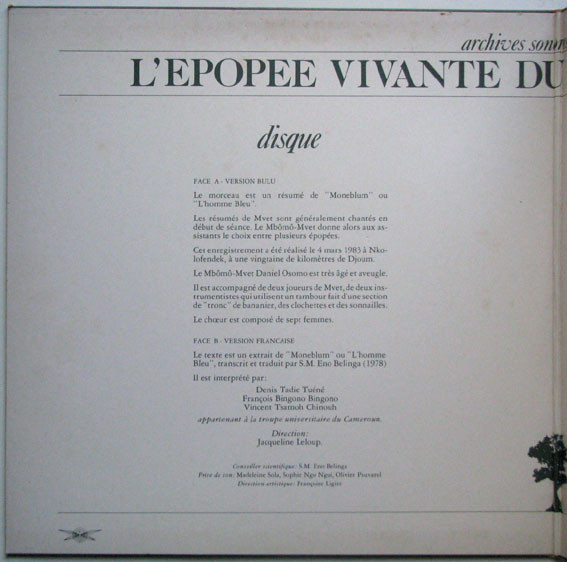 archives sono
L'EPOPEE VIVANTE DU
disque
FACE A - VERSION BULU
Le morceau est un résumé de "Moneblum" ou
"L'homme Bleu".
Les résumés de Mvet sont généralement chantés en
début de séance. Le Mbômô-Mvet donne alors aux as-
sistants le choix entre plusieurs épopées.
Cet enregistrement a été réalisé le 4 mars 1983 à Nko-
lofendek, à une vingtaine de kilomètres de Djoum.
Le Mbômô-Mvet Daniel Osomo est très âgé et aveugle.
Il est accompagné de deux joueurs de Mvet, de deux ins-
trumentistes qui utilisent un tambour fait d'une section
de "tronc" de bananier, des clochettes et des sonnailles.
Le chœur est composé de sept femmes.
FACE B - VERSION FRANCAISE
Le texte est un extrait de "Moneblum" ou "L'homme
Bleu", transcrit et traduit par S.M. Eno Belinga (1978)
Il est interprété par:
Denis Tadie Tuéné
François Bingono Bingono
Vincent Tsamoh Chinouh
appartenant à la troupe universitaire du Cameroun.
Direction:
Jacqueline Leloup.
Conseiller scientifique: S.M. Eno Belinga
Prise de son: Madeleine Sola, Sophie Ngo Ngui, Olivier Pouvarel
Direction artistique: Françoise Ligier